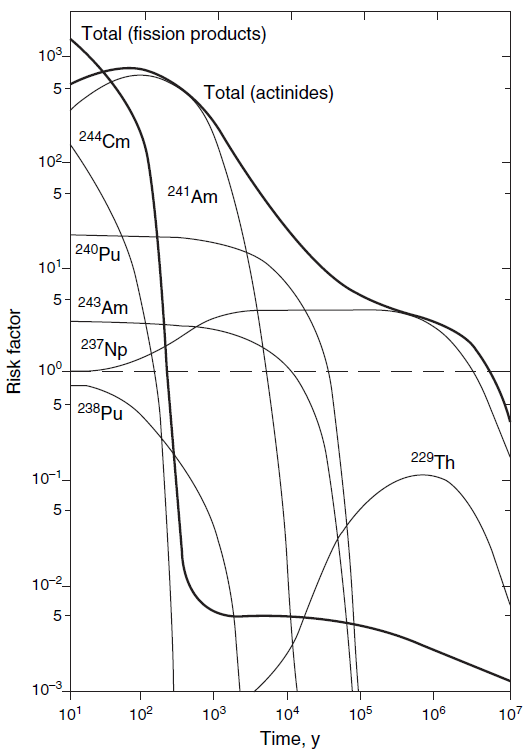 Total (fission products)
10³
5
Total (actinides)
²⁴⁴Cm
10²
5
²⁴¹Am
²⁴⁰Pu
10¹
5
²⁴³Am
²³⁷Np
10⁰
5
²³⁸Pu
²²⁹Th
10⁻¹
5
10⁻²
5
10⁻³
Risk factor
10¹ 10² 10³ 10⁴ 10⁵ 10⁶ 10⁷
Time, y